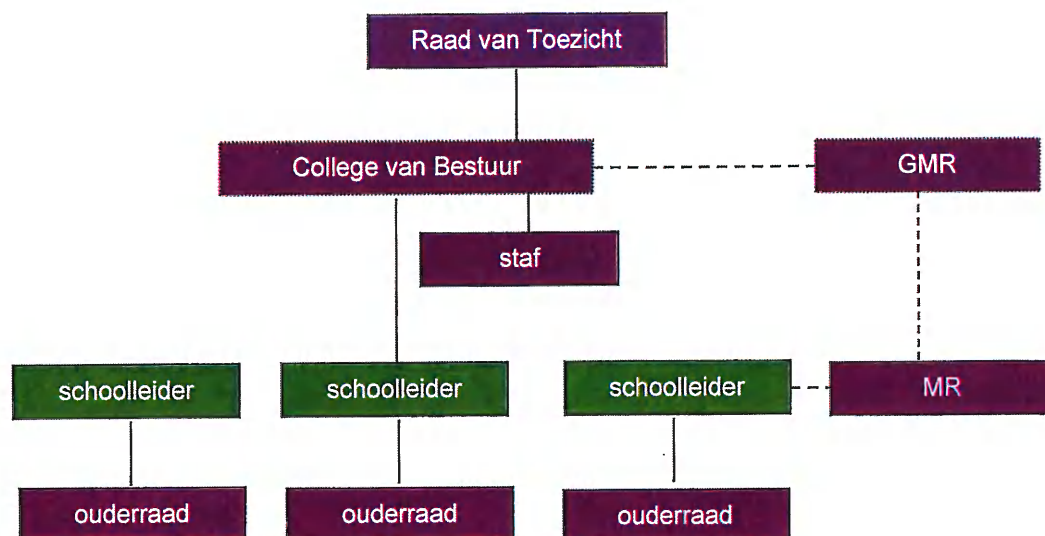 Raad van Toezicht
College van Bestuur
GMR
staf
schoolleider
schoolleider
schoolleider
MR
ouderraad
ouderraad
ouderraad